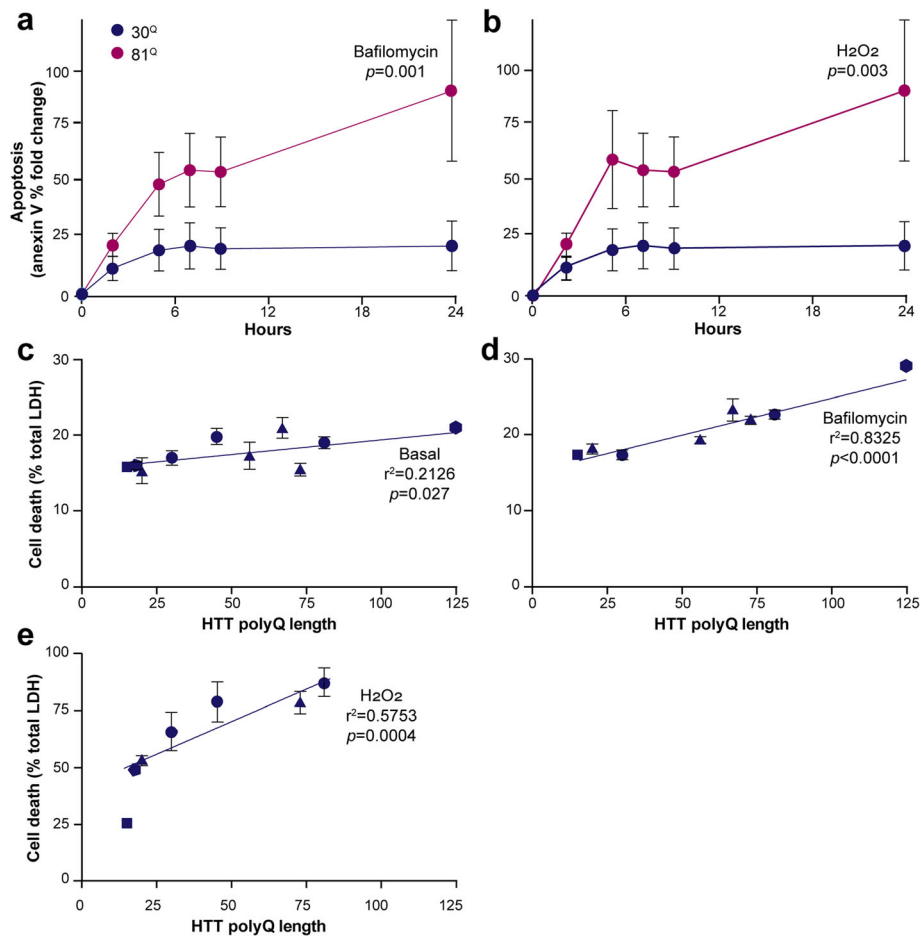 a
30Q
81Q
Bafilomycin
p=0.001
Apoptosis
(anexin V % fold change)
100
75
50
25
0
0 6 12 18 24
Hours
b
H2O2
p=0.003
100
75
50
25
0
0 6 12 18 24
Hours
c
Cell death (% total LDH)
30
20
10
0
Basal
r2=0.2126
p=0.027
0 25 50 75 100 125
HTT polyQ length
d
30
20
10
0
Bafilomycin
r2=0.8325
p<0.0001
0 25 50 75 100 125
HTT polyQ length
e
Cell death (% total LDH)
100
75
50
25
0
H2O2
r2=0.5753
p=0.0004
0 25 50 75 100 125
HTT polyQ length